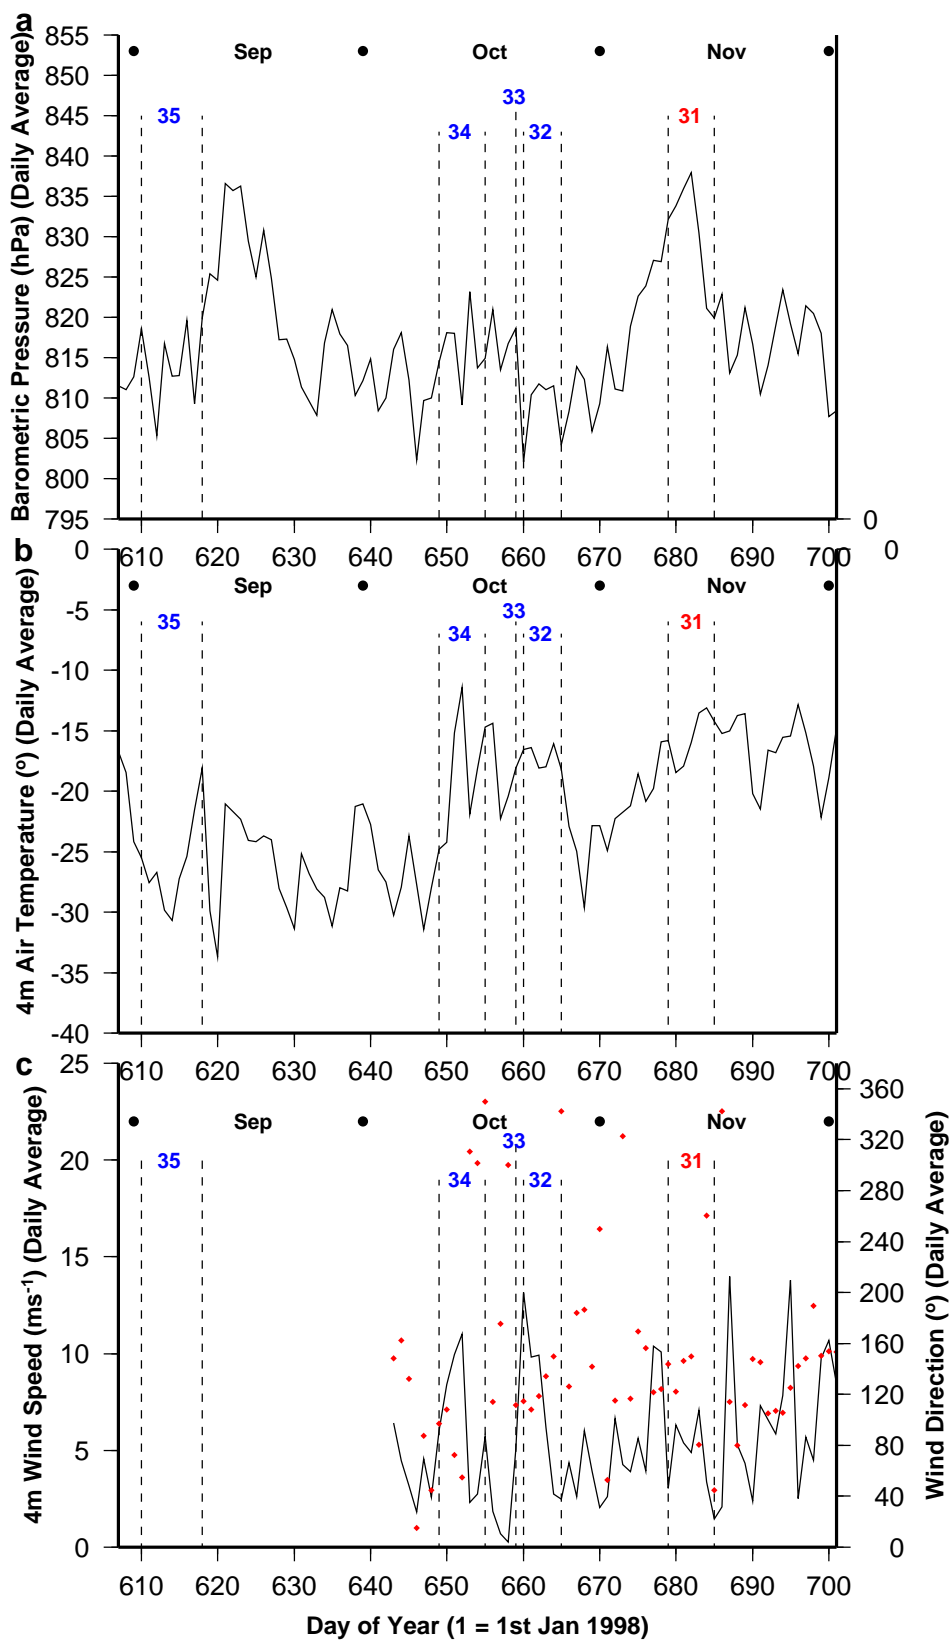 a
Barometric Pressure (hPa) (Daily Average)
855
850
845
840
835
830
825
820
815
810
805
800
795
Sep
Oct
Nov
35
34
33
32
31
0
610 620 630 640 650 660 670 680 690 700
b
4m Air Temperature (º) (Daily Average)
0
0
-5
-10
-15
-20
-25
-30
-35
-40
Sep
Oct
Nov
35
34
33
32
31
610 620 630 640 650 660 670 680 690 700
c
4m Wind Speed (ms-1) (Daily Average)
25
20
15
10
5
0
Sep
Oct
Nov
35
34
33
32
31
360
320
280
240
200
160
120
80
40
0
Wind Direction (º) (Daily Average)
610 620 630 640 650 660 670 680 690 700
Day of Year (1 = 1st Jan 1998)